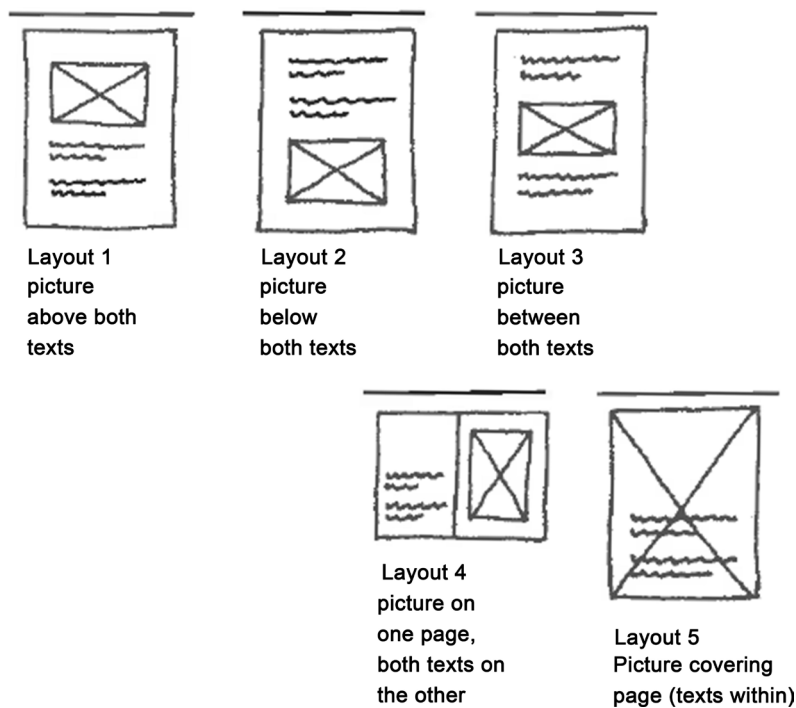 Layout 1
picture
above both
texts
Layout 2
picture
below
both texts
Layout 3
picture
between
both texts
Layout 4
picture on
one page,
both texts on
the other
Layout 5
Picture covering
page (texts within)